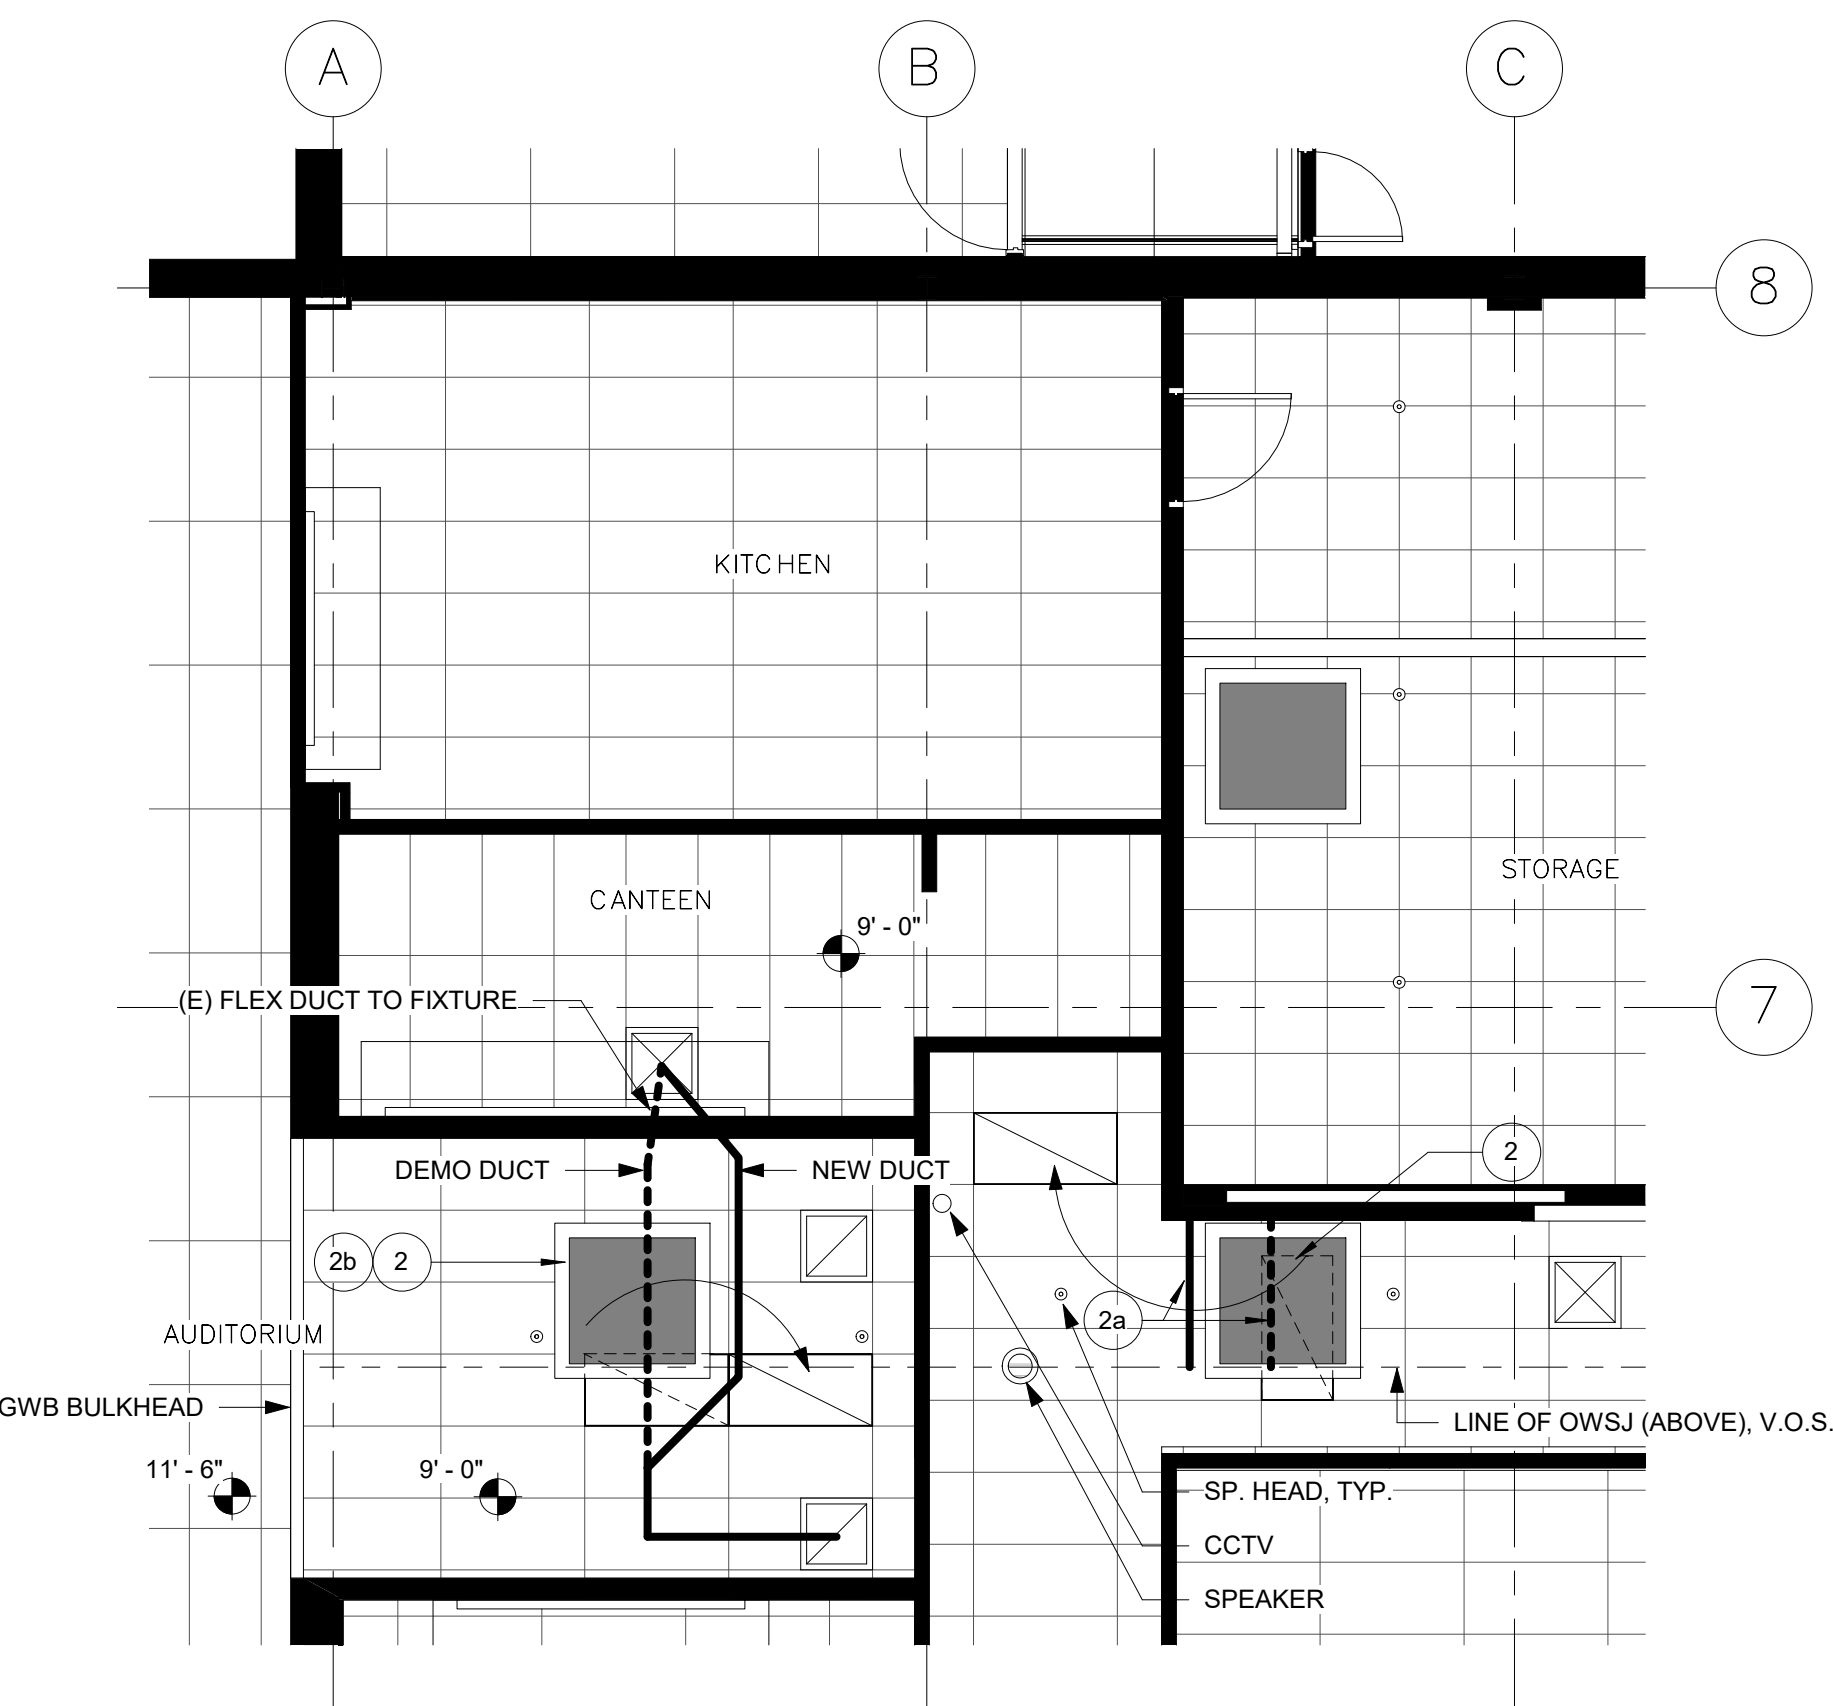 A
B
C
8
KITCHEN
STORAGE
CANTEEN
9' - 0"
(E) FLEX DUCT TO FIXTURE
7
2
DEMO DUCT
NEW DUCT
2b
2
2a
AUDITORIUM
GWB BULKHEAD
LINE OF OWSJ (ABOVE), V.O.S.
11' - 6"
9' - 0"
SP. HEAD, TYP.
CCTV
SPEAKER